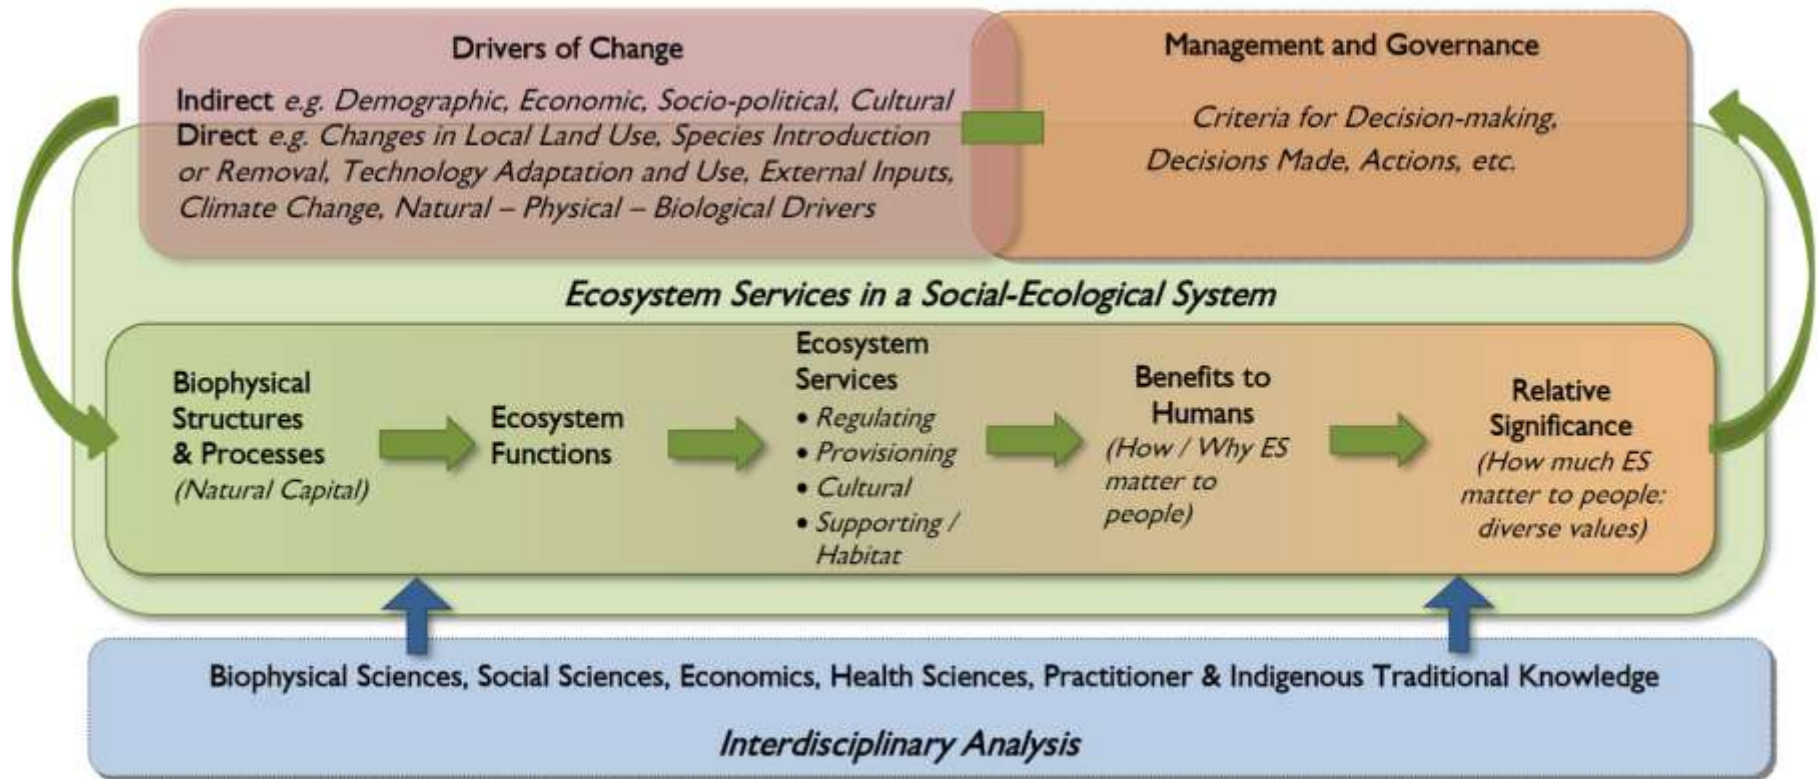 Drivers of Change
Indirect e.g. Demographic, Economic, Socio-political, Cultural
Direct e.g. Changes in Local Land Use, Species Introduction
or Removal, Technology Adaptation and Use, External Inputs,
Climate Change, Natural – Physical – Biological Drivers
Management and Governance
Criteria for Decision-making,
Decisions Made, Actions, etc.
Ecosystem Services in a Social-Ecological System
Biophysical
Structures
& Processes
(Natural Capital)
Ecosystem
Functions
Ecosystem
Services
• Regulating
• Provisioning
• Cultural
• Supporting /
Habitat
Benefits to
Humans
(How / Why ES
matter to
people)
Relative
Significance
(How much ES
matter to people:
diverse values)
Biophysical Sciences, Social Sciences, Economics, Health Sciences, Practitioner & Indigenous Traditional Knowledge
Interdisciplinary Analysis